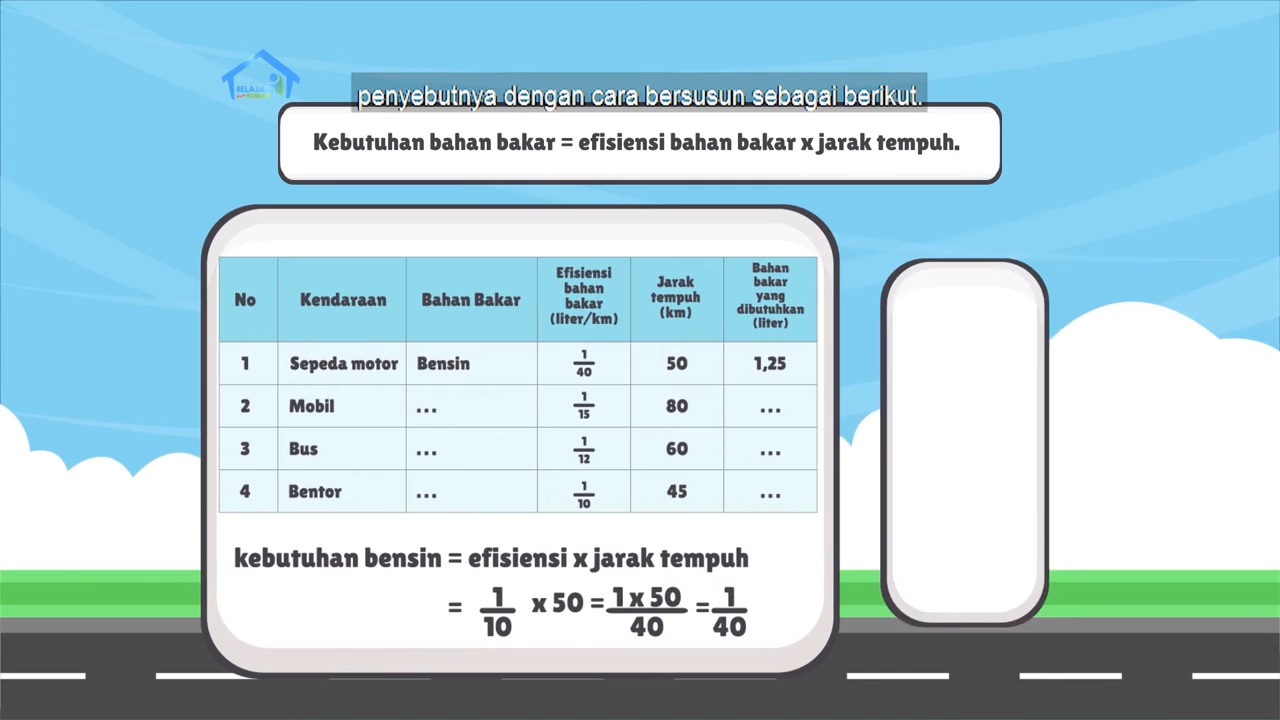 BELAJAR
penyebutnya dengan cara bersusun sebagai berikut.
Kebutuhan bahan bakar = efisiensi bahan bakar x jarak tempuh.
No Kendaraan Bahan Bakar Efisiensi bahan bakar (liter/km) Jarak tempuh (km) Bahan bakar yang dibutuhkan (liter)
1 Sepeda motor Bensin 1/40 50 1,25
2 Mobil ... 1/15 80 ...
3 Bus ... 1/12 60 ...
4 Bentor ... 1/10 45 ...
kebutuhan bensin = efisiensi x jarak tempuh
= 1/10 x 50 = 1 x 50/40 = 1/40